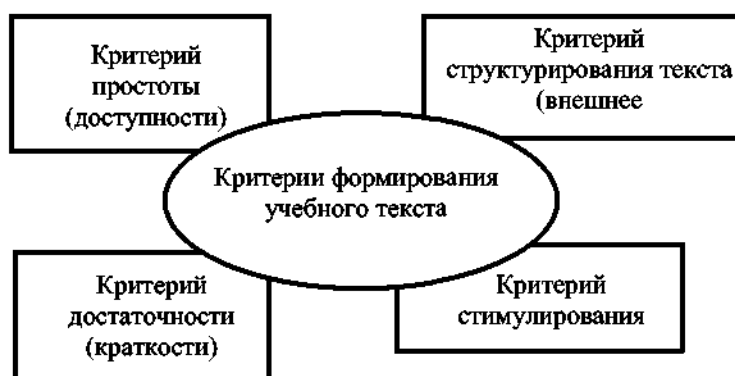 Критерий
простоты
(доступности)
Критерий
структурирования текста
(внешнее
Критерии формирования
учебного текста
Критерий
достаточности
(краткости)
Критерий
стимулирования